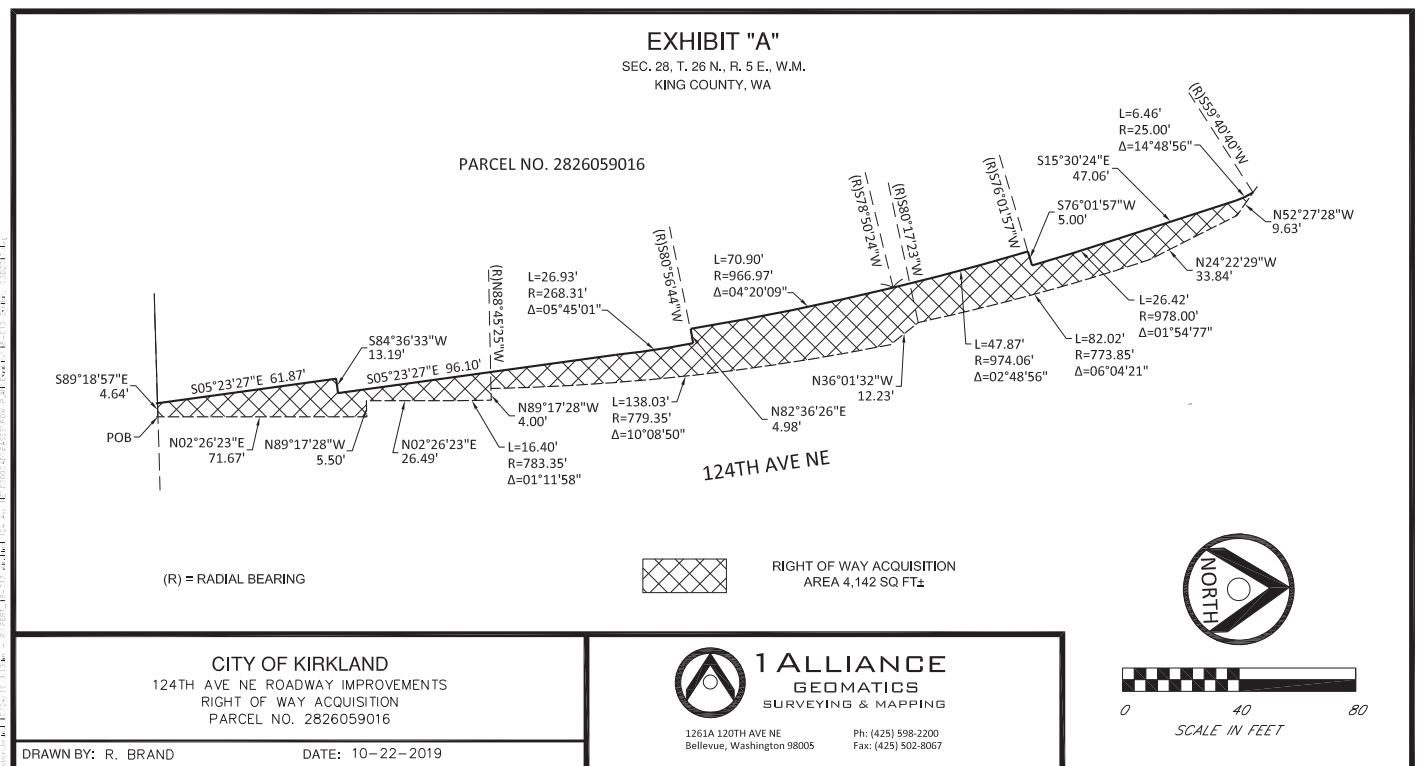 EXHIBIT "A"
SEC. 28, T. 26 N., R. 5 E., W.M.
KING COUNTY, WA
PARCEL NO. 2826059016
(R)S59°40'40"W
L=6.46'
R=25.00'
Δ=14°48'56"
S15°30'24"E
47.06'
(R)S76°01'57"W
S76°01'57"W
5.00'
N52°27'28"W
9.63'
N24°22'29"W
33.84'
(R)S78°50'24"W
(R)S80°17'23"W
L=70.90'
R=966.97'
Δ=04°20'09"
(R)S80°56'44"W
L=26.93'
R=268.31'
Δ=05°45'01"
(R)N88°45'25"W
S84°36'33"W
13.19'
S05°23'27"E 96.10'
S05°23'27"E 61.87'
S89°18'57"E
4.64'
POB
N02°26'23"E
71.67'
N89°17'28"W
5.50'
N02°26'23"E
26.49'
L=16.40'
R=783.35'
Δ=01°11'58"
N89°17'28"W
4.00'
L=138.03'
R=779.35'
Δ=10°08'50"
N82°36'26"E
4.98'
N36°01'32"W
12.23'
L=47.87'
R=974.06'
Δ=02°48'56"
L=82.02'
R=773.85'
Δ=06°04'21"
L=26.42'
R=978.00'
Δ=01°54'77"
124TH AVE NE
(R) = RADIAL BEARING
RIGHT OF WAY ACQUISITION
AREA 4,142 SQ FT±
NORTH
CITY OF KIRKLAND
124TH AVE NE ROADWAY IMPROVEMENTS
RIGHT OF WAY ACQUISITION
PARCEL NO. 2826059016
DRAWN BY: R. BRAND
DATE: 10-22-2019
1 ALLIANCE
GEOMATICS
SURVEYING & MAPPING
1261A 120TH AVE NE
Bellevue, Washington 98005
Ph: (425) 598-2200
Fax: (425) 502-8067
0 40 80
SCALE IN FEET